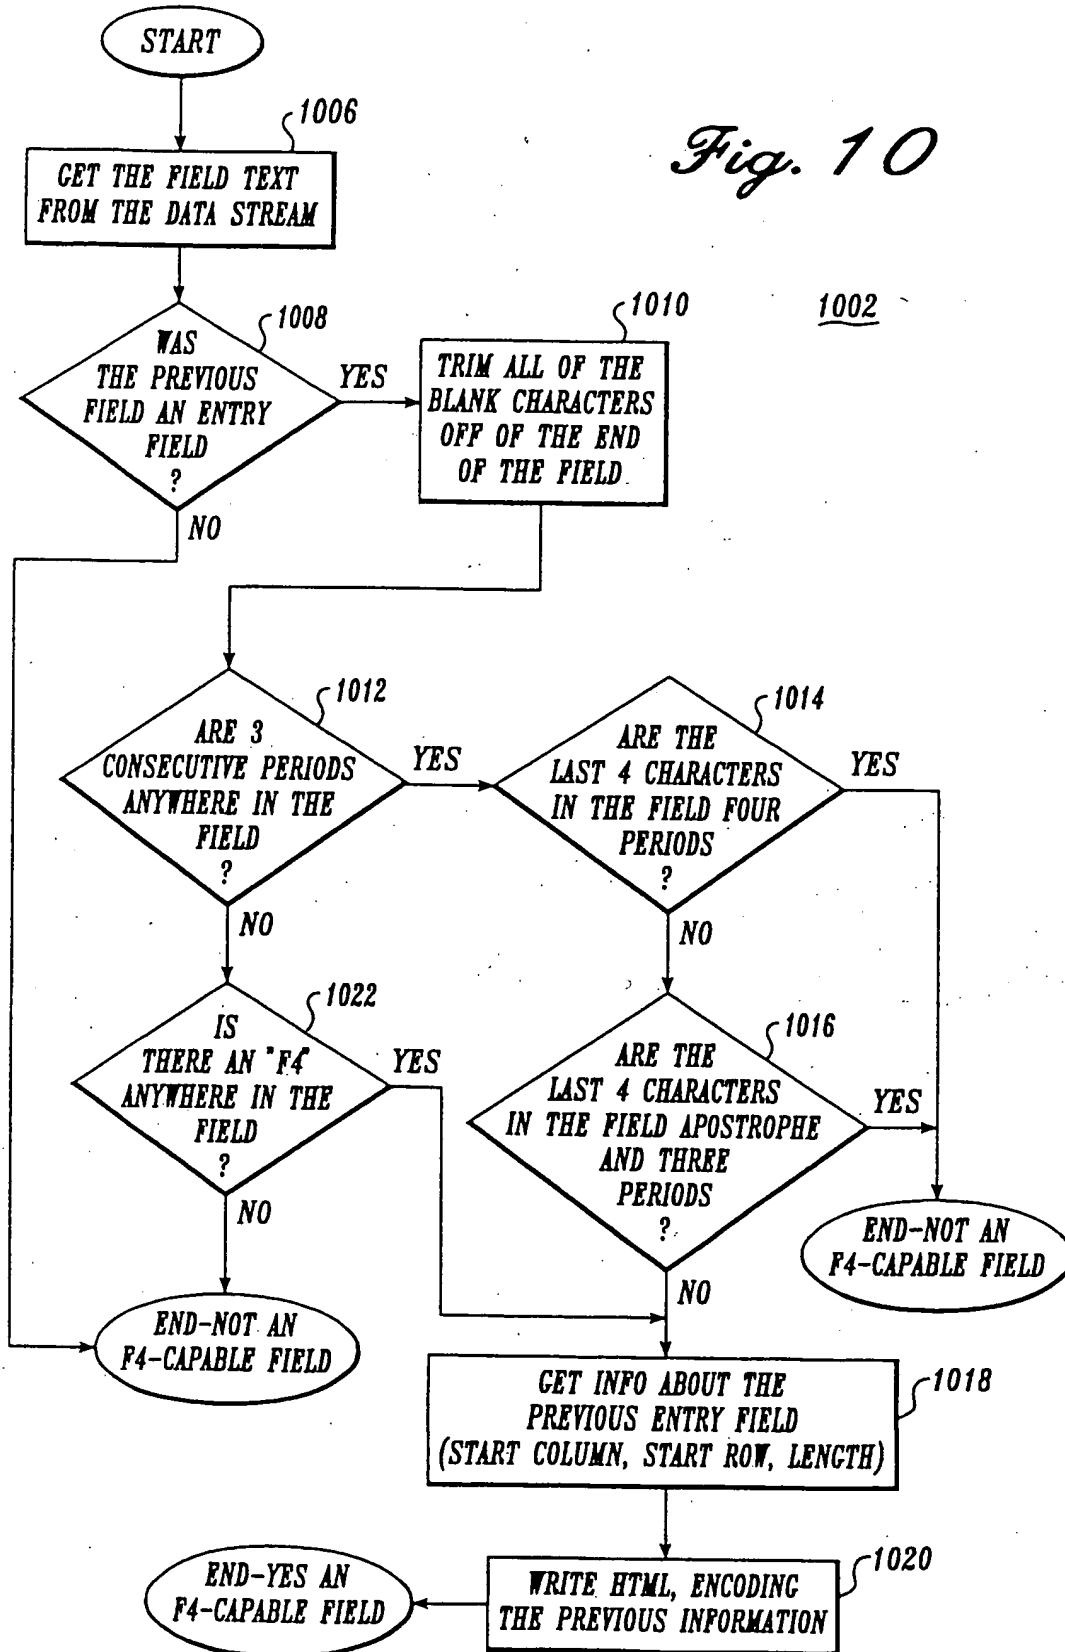 START
1006
Fig. 10
GET THE FIELD TEXT
FROM THE DATA STREAM
1002
1008
WAS
THE PREVIOUS
FIELD AN ENTRY
FIELD
?
YES
NO
1010
TRIM ALL OF THE
BLANK CHARACTERS
OFF OF THE END
OF THE FIELD
1012
ARE 3
CONSECUTIVE PERIODS
ANYWHERE IN THE
FIELD
?
YES
NO
1014
ARE THE
LAST 4 CHARACTERS
IN THE FIELD FOUR
PERIODS
?
YES
NO
1022
IS
THERE AN "F4"
ANYWHERE IN THE
FIELD
?
YES
NO
1016
ARE THE
LAST 4 CHARACTERS
IN THE FIELD APOSTROPHE
AND THREE
PERIODS
?
YES
NO
END-NOT AN
F4-CAPABLE FIELD
END-NOT AN
F4-CAPABLE FIELD
1018
GET INFO ABOUT THE
PREVIOUS ENTRY FIELD
(START COLUMN, START ROW, LENGTH)
1020
WRITE HTML, ENCODING
THE PREVIOUS INFORMATION
END-YES AN
F4-CAPABLE FIELD